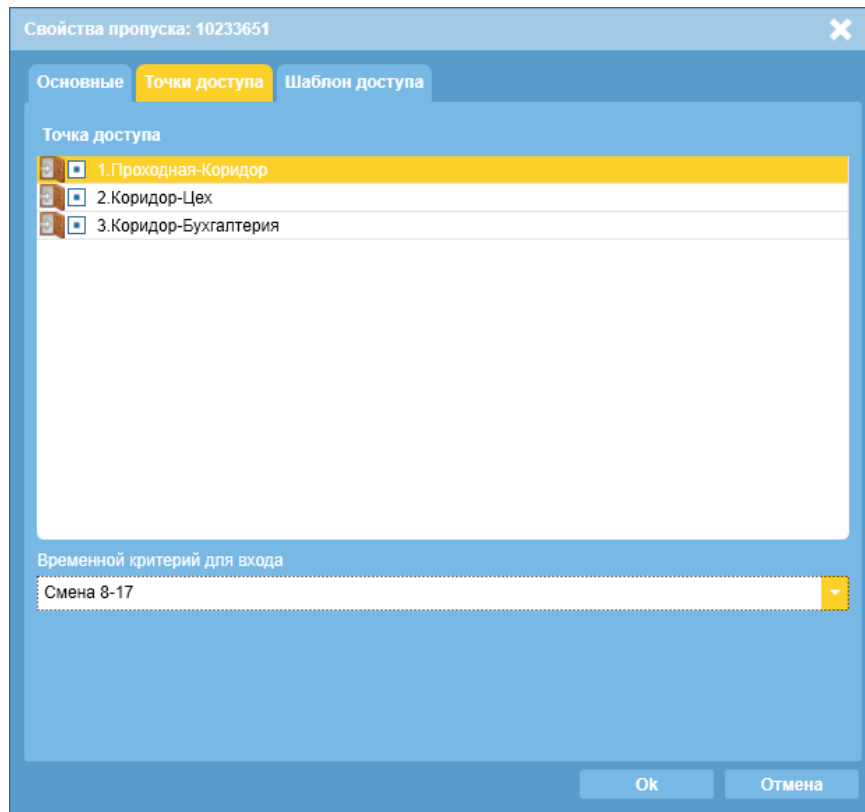 Свойства пропуска: 10233651
Основные Точки доступа Шаблон доступа
Точка доступа
1.Проходная-Коридор
2.Коридор-Цех
3.Коридор-Бухгалтерия
Временной критерий для входа
Смена 8-17
Ok Отмена